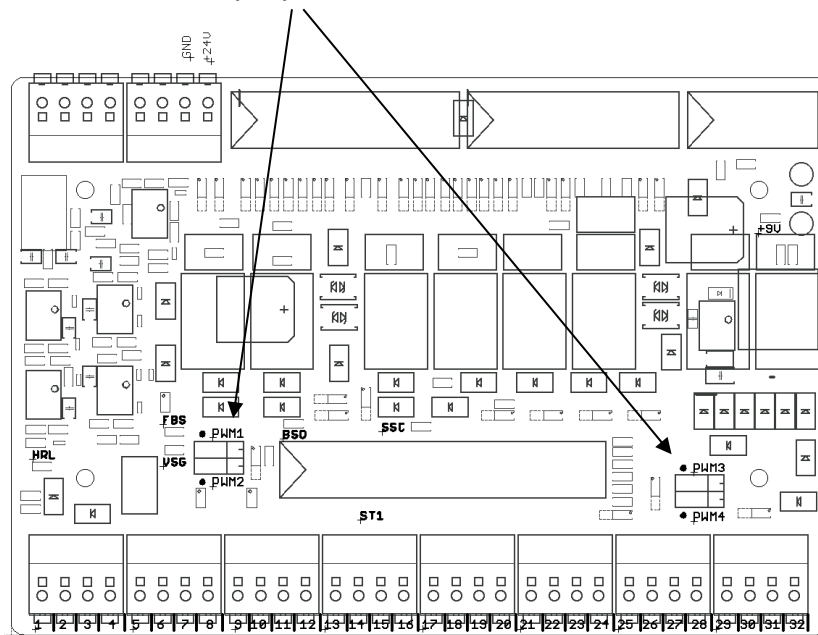 GND
+24V
+9V
FBS
PWM1
BSO
SSC
HRL
VSG
PWM2
PWM3
PWM4
ST1
1 2 3 4 5 6 7 8 9 10 11 12 13 14 15 16 17 18 19 20 21 22 23 24 25 26 27 28 29 30 31 32